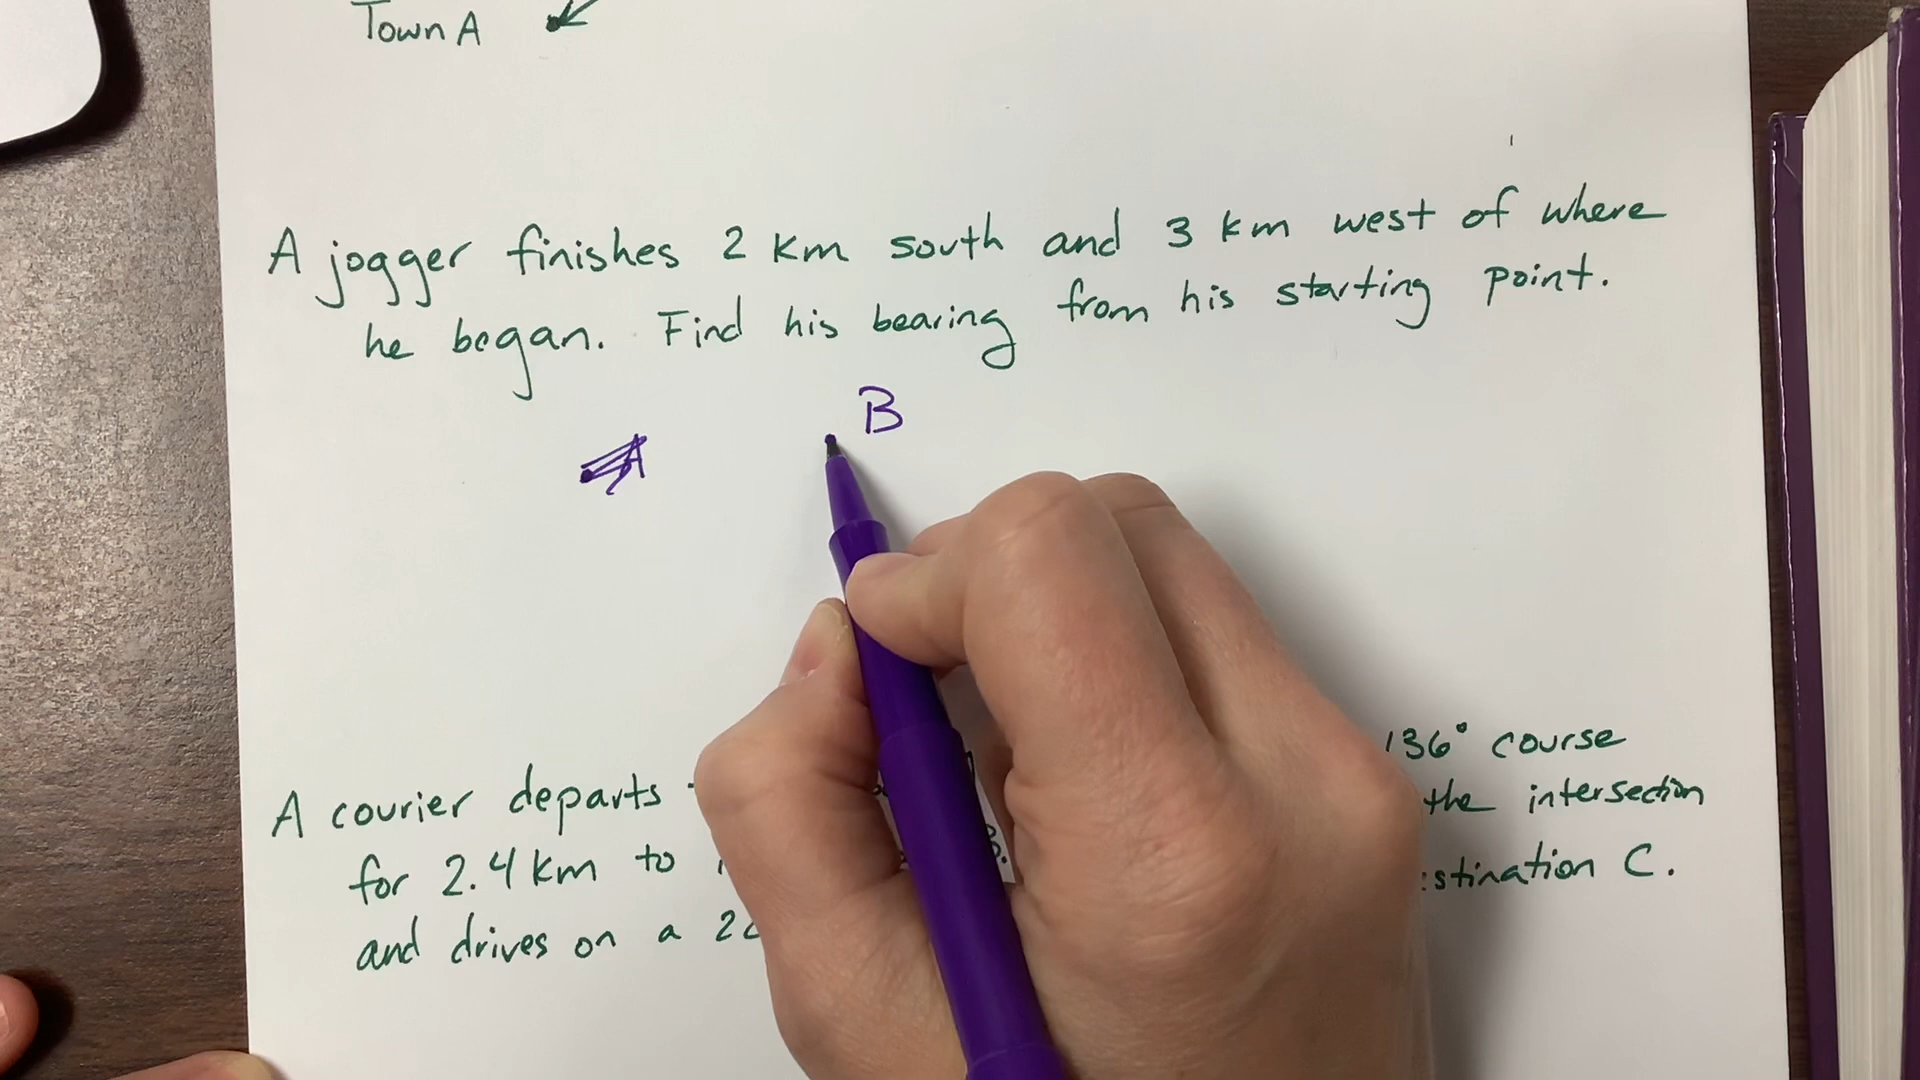 Town A
A jogger finishes 2 km south and 3 km west of where
he began. Find his bearing from his starting point.
B
A courier departs 136° course
for 2.4 km to the intersection
and drives on a destination C.